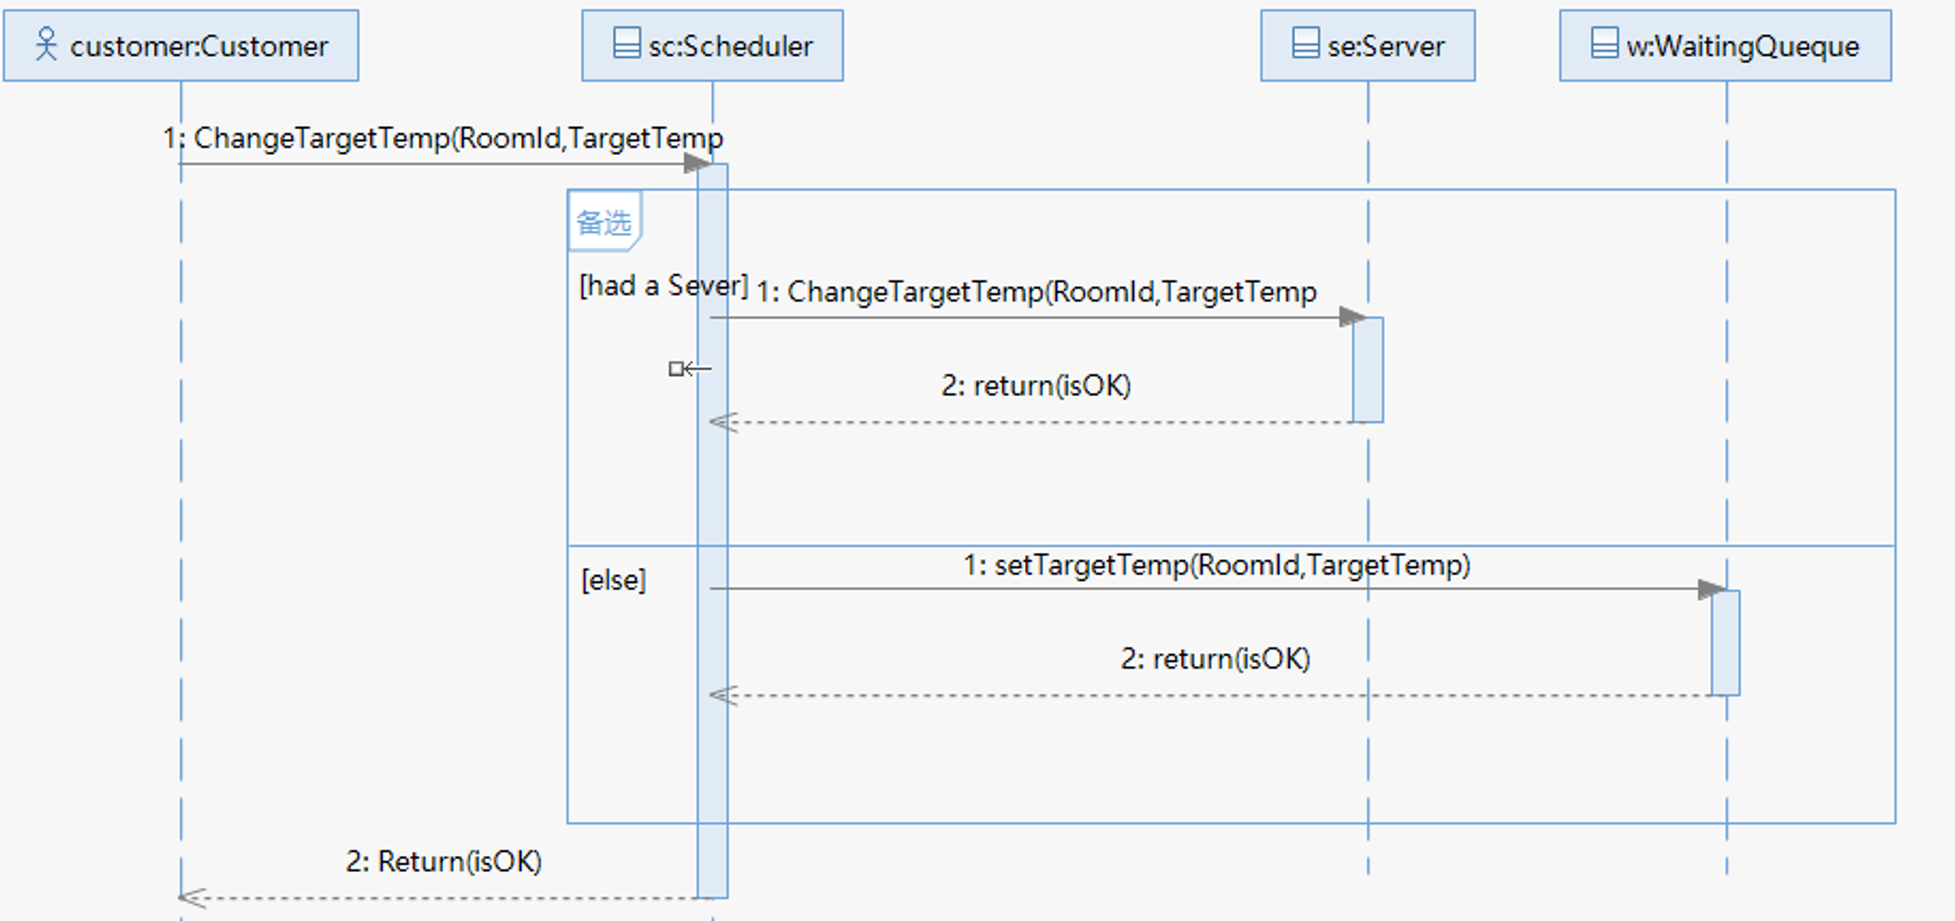 customer:Customer
sc:Scheduler
se:Server
w:WaitingQueque
1: ChangeTargetTemp(RoomId,TargetTemp
备选
[had a Sever]
1: ChangeTargetTemp(RoomId,TargetTemp
2: return(isOK)
1: setTargetTemp(RoomId,TargetTemp)
[else]
2: return(isOK)
2: Return(isOK)